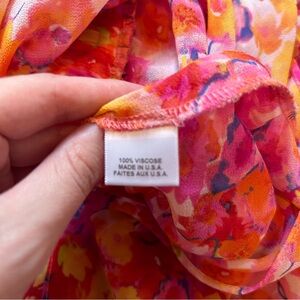 100% VISCOSE
MADE IN U.S.A.
FAITES AUX U.S.A.